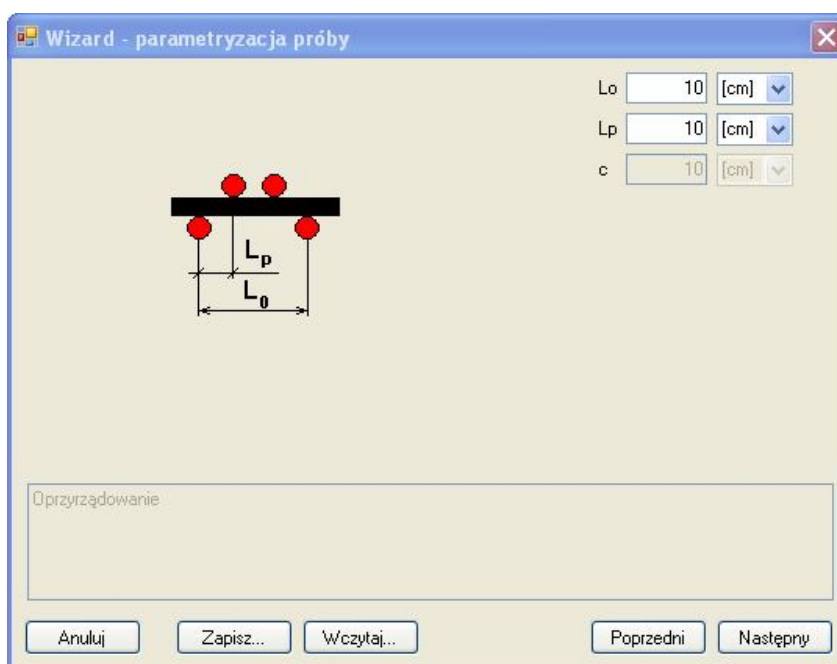 Wizard - parametryzacja próby
Lo 10 [cm]
Lp 10 [cm]
c 10 [cm]
Lp
L0
Oprzyrządowanie
Anuluj Zapisz... Wczytaj... Poprzedni Następny